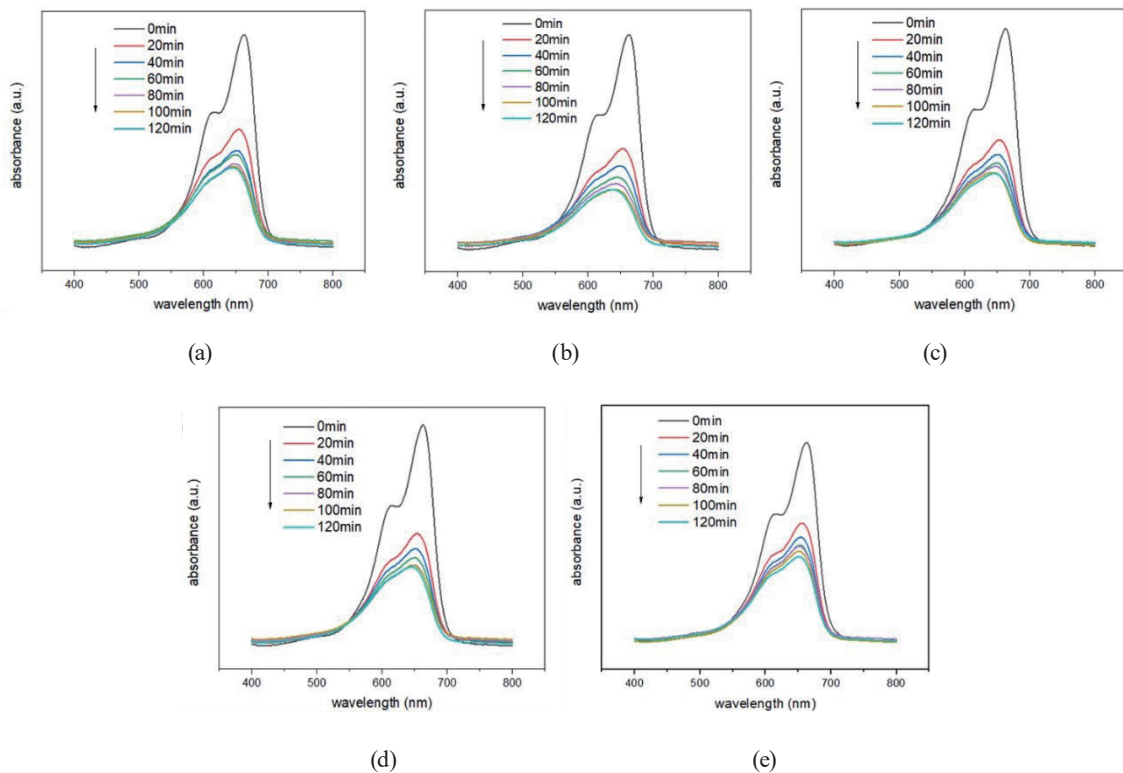 absorbance (a.u.)
0min
20min
40min
60min
80min
100min
120min
400 500 600 700 800
wavelength (nm)
(a)
absorbance (a.u.)
0min
20min
40min
60min
80min
100min
120min
400 500 600 700 800
wavelength (nm)
(b)
absorbance (a.u.)
0min
20min
40min
60min
80min
100min
120min
400 500 600 700 800
wavelength (nm)
(c)
absorbance (a.u.)
0min
20min
40min
60min
80min
100min
120min
400 500 600 700 800
wavelength (nm)
(d)
absorbance (a.u.)
0min
20min
40min
60min
80min
100min
120min
400 500 600 700 800
wavelength (nm)
(e)